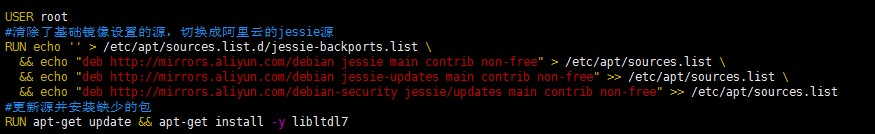 USER root
#清除了基础镜像设置的源，切换成阿里云的jessie源
RUN echo '' > /etc/apt/sources.list.d/jessie-backports.list \
  && echo "deb http://mirrors.aliyun.com/debian jessie main contrib non-free" > /etc/apt/sources.list \
  && echo "deb http://mirrors.aliyun.com/debian jessie-updates main contrib non-free" >> /etc/apt/sources.list \
  && echo "deb http://mirrors.aliyun.com/debian-security jessie/updates main contrib non-free" >> /etc/apt/sources.list
#更新源并安装缺少的包
RUN apt-get update && apt-get install -y libltdl7